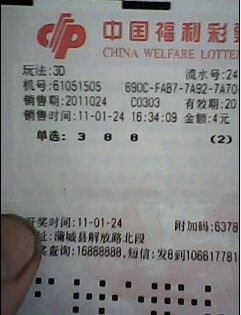 中国福利彩
CHINA WELFARE LOTTE
玩法:3D 流水号:24
机号:61051505 690C-FAB7-7A92-7A70
销售期:2011024 C0303 有效期:20
销售时间:11-01-24 16:34:09 金额:4元
单选: 3 8 8 (2)
开奖时间:11-01-24 附加码:6378
址:蒲城县解放路北段
奖查询:16888888,短信:发8到106617781